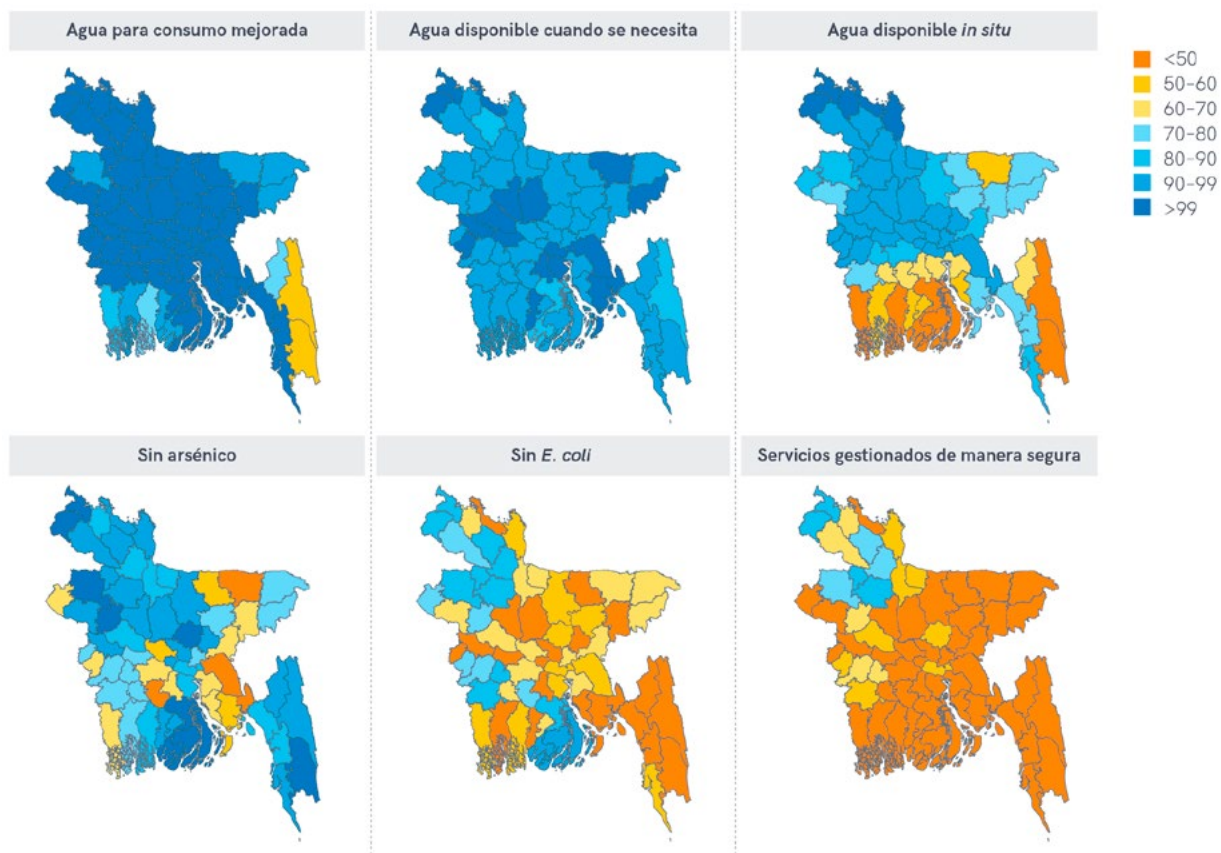 Agua para consumo mejorada
Agua disponible cuando se necesita
Agua disponible in situ
<50
50–60
60–70
70–80
80–90
90–99
>99
Sin arsénico
Sin E. coli
Servicios gestionados de manera segura